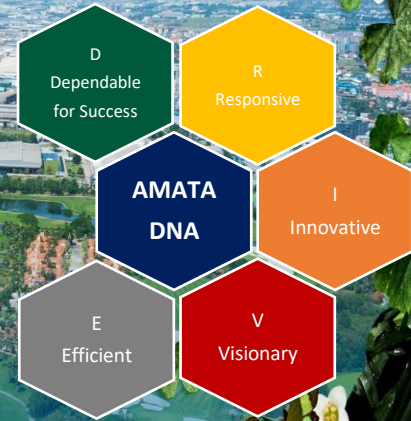 D
Dependable
for Success
R
Responsive
AMATA
DNA
I
Innovative
E
Efficient
V
Visionary